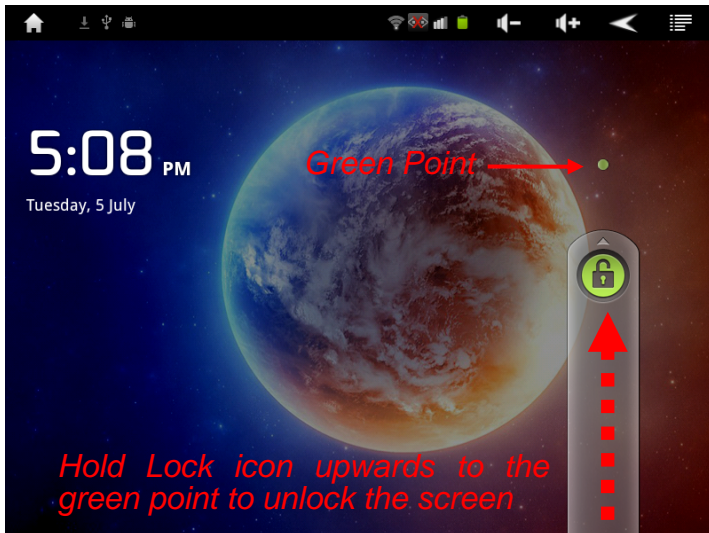 5:08 PM
Green Point
Tuesday, 5 July
Hold Lock icon upwards to the
green point to unlock the screen